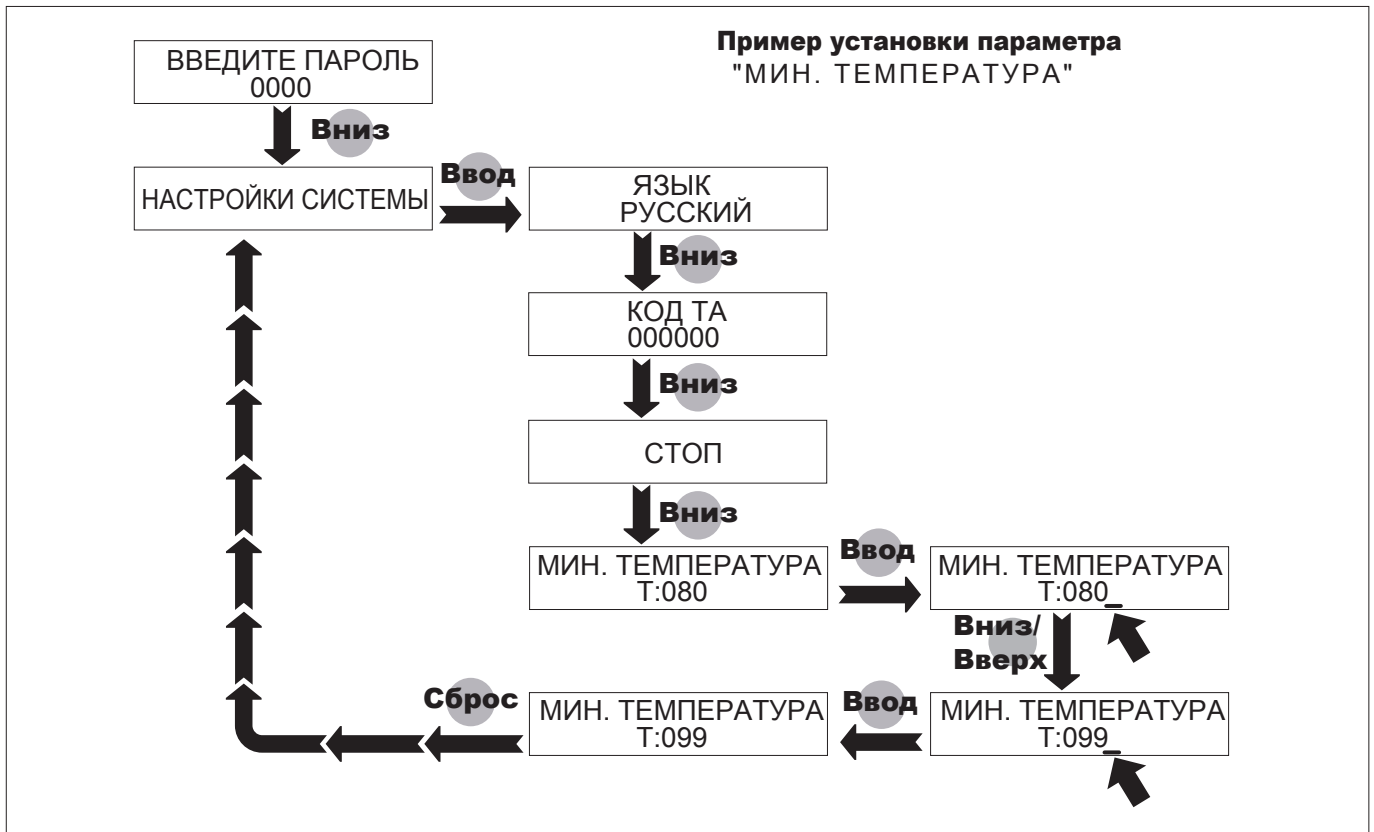 Пример установки параметра
"МИН. ТЕМПЕРАТУРА"
ВВЕДИТЕ ПАРОЛЬ
0000
Вниз
НАСТРОЙКИ СИСТЕМЫ
Ввод
ЯЗЫК
РУССКИЙ
Вниз
КОД ТА
000000
Вниз
СТОП
Вниз
МИН. ТЕМПЕРАТУРА
T:080
Ввод
МИН. ТЕМПЕРАТУРА
T:080_
Вниз/
Вверх
МИН. ТЕМПЕРАТУРА
T:099_
Ввод
МИН. ТЕМПЕРАТУРА
T:099
Сброс